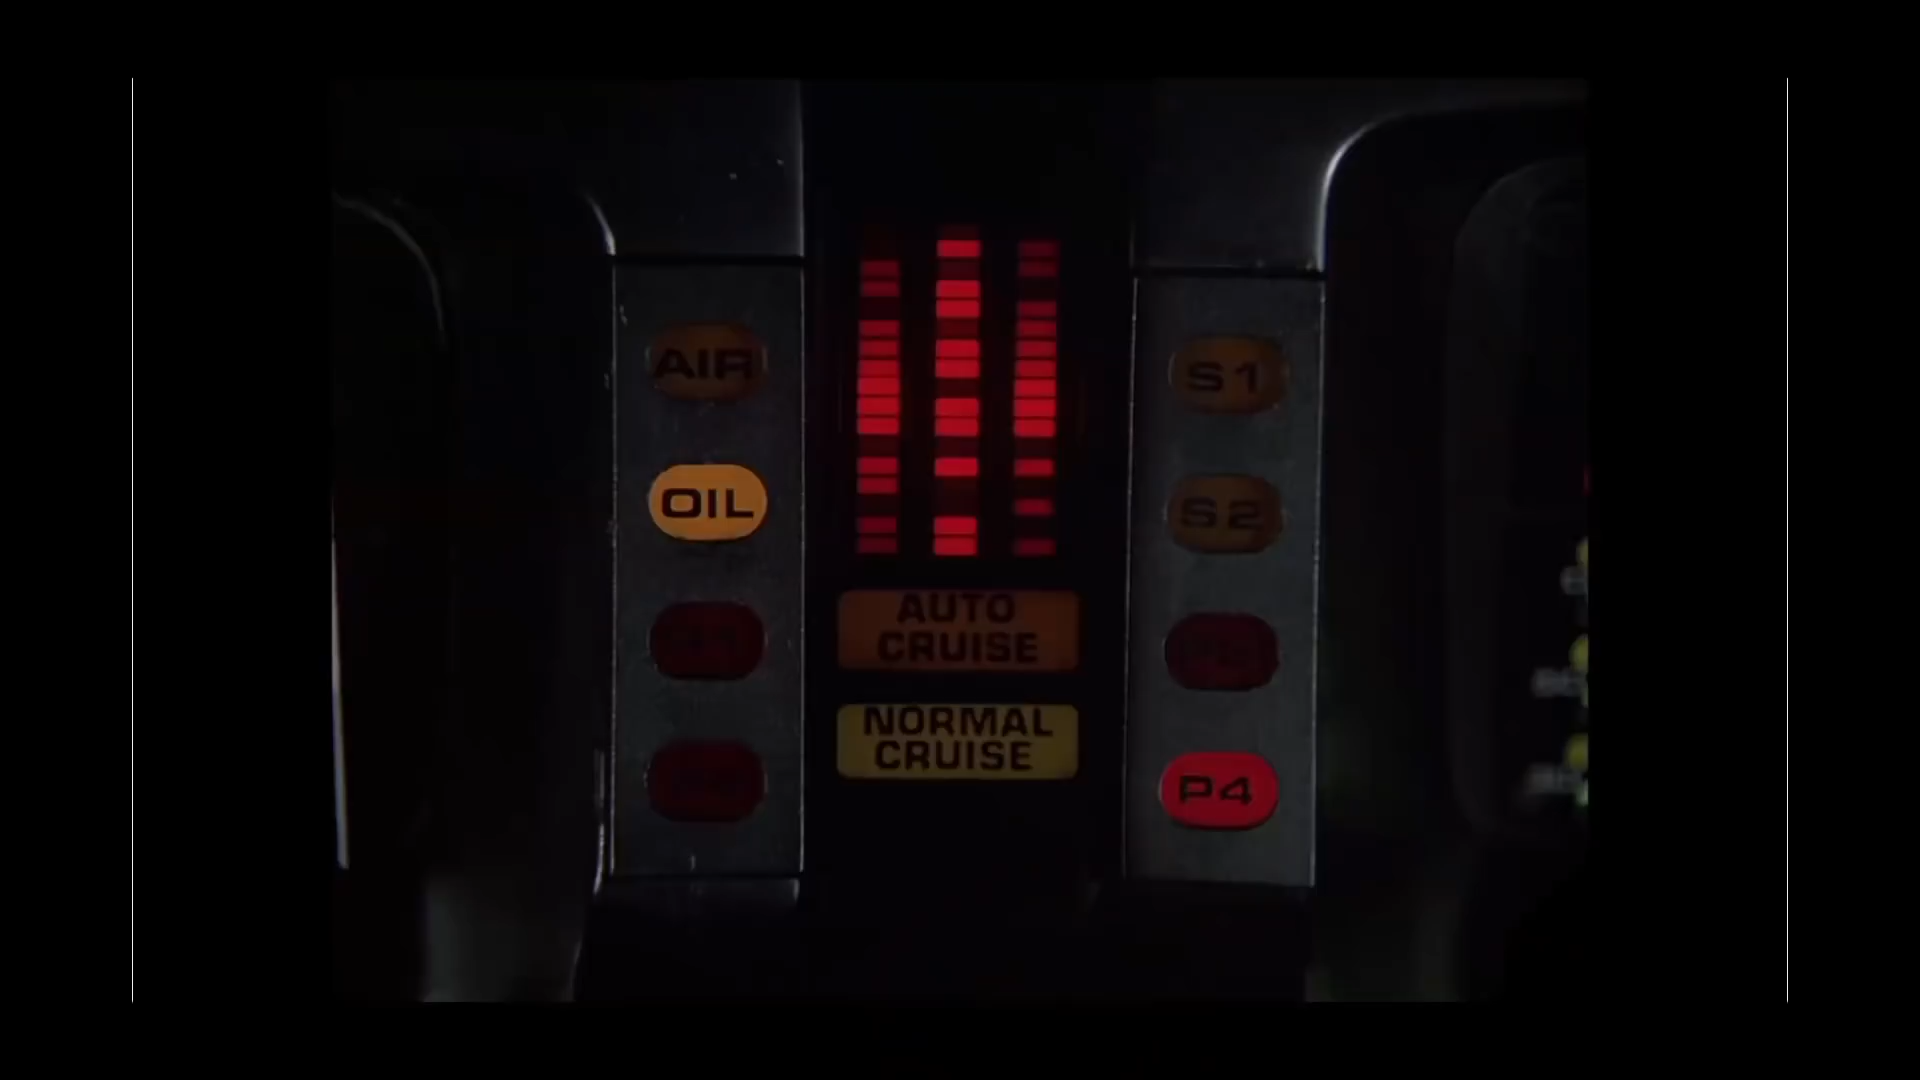 AIR
OIL
AUTO
CRUISE
NORMAL
CRUISE
S1
S2
P4